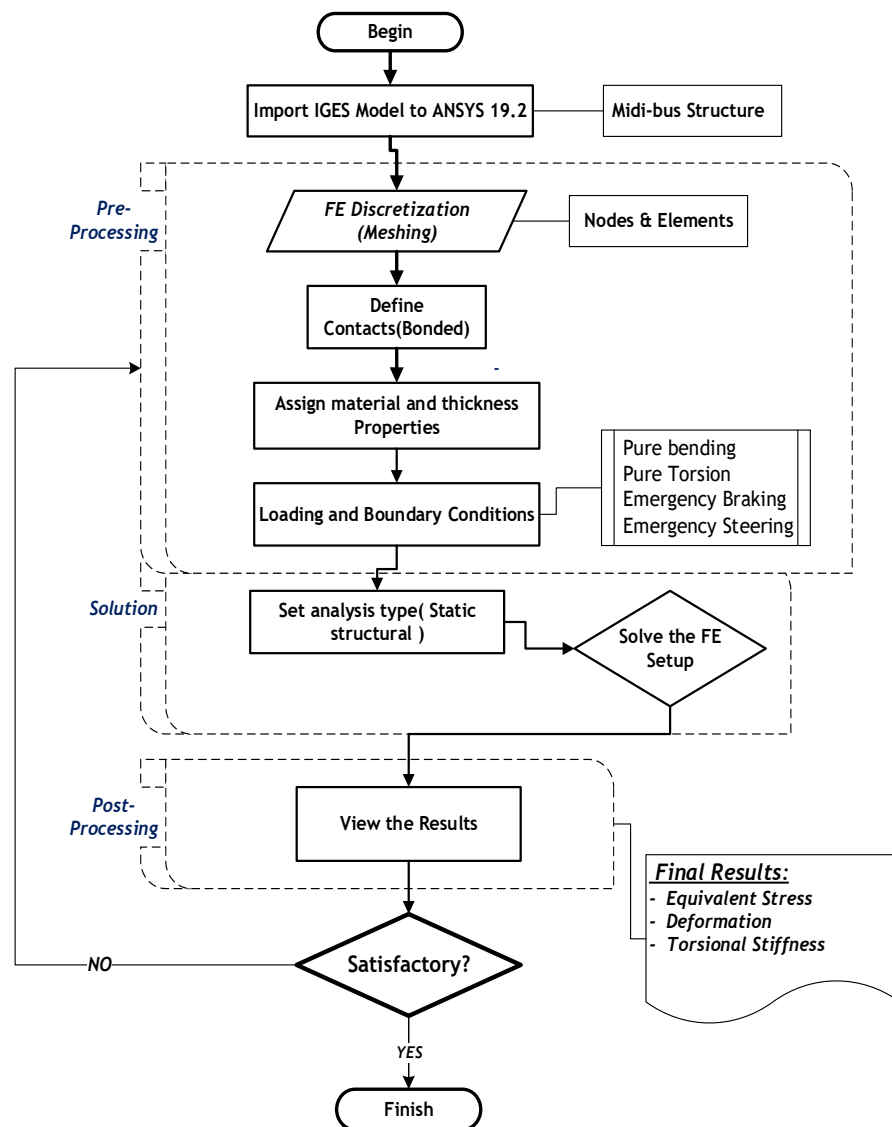 Begin
Import IGES Model to ANSYS 19.2
Midi-bus Structure
Pre-
Processing
FE Discretization
(Meshing)
Nodes & Elements
Define
Contacts(Bonded)
-
Assign material and thickness
Properties
Loading and Boundary Conditions
Pure bending
Pure Torsion
Emergency Braking
Emergency Steering
Solution
Set analysis type( Static
structural )
Solve the FE
Setup
Post-
Processing
View the Results
Final Results:
- Equivalent Stress
- Deformation
- Torsional Stiffness
Satisfactory?
NO
YES
Finish